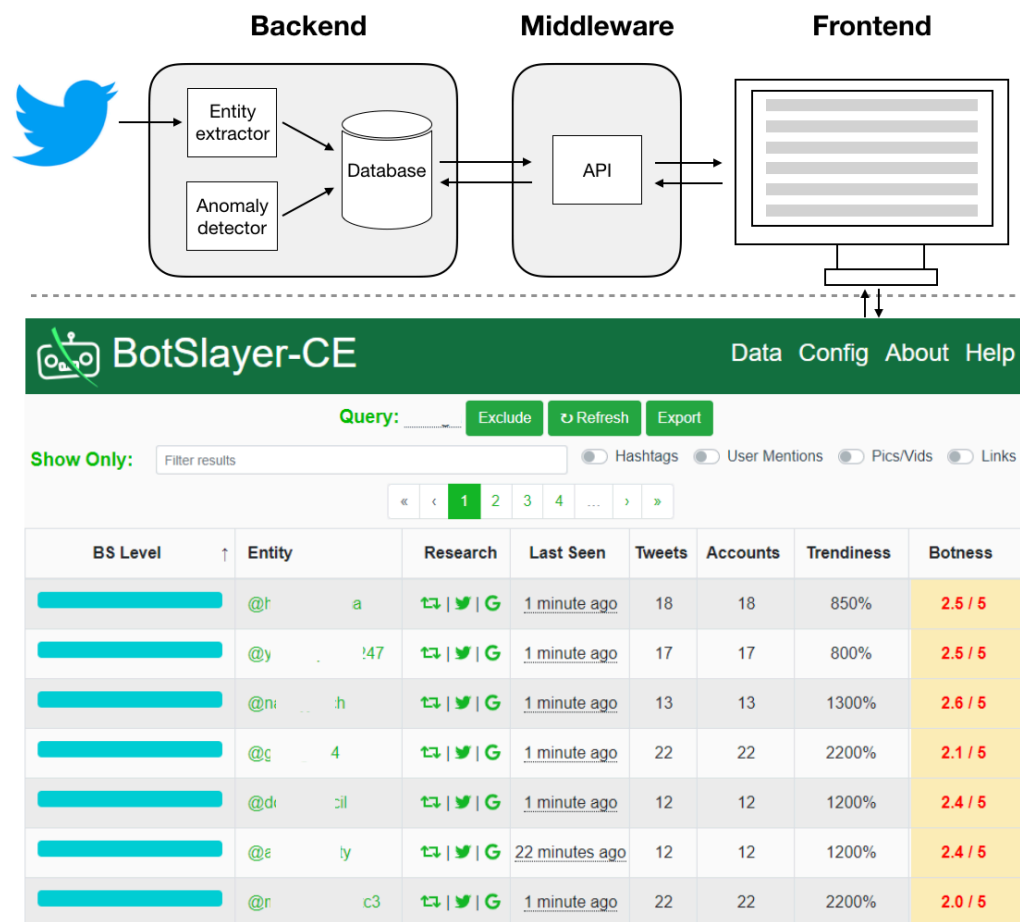 Backend Middleware Frontend
Entity
extractor
Database
API
Anomaly
detector
BotSlayer-CE Data Config About Help
Query: Exclude Refresh Export
Show Only: Filter results Hashtags User Mentions Pics/Vids Links
« ‹ 1 2 3 4 ... › »
BS Level ↑ Entity Research Last Seen Tweets Accounts Trendiness Botness
1 minute ago 18 18 850% 2.5 / 5
1 minute ago 17 17 800% 2.5 / 5
1 minute ago 13 13 1300% 2.6 / 5
1 minute ago 22 22 2200% 2.1 / 5
1 minute ago 12 12 1200% 2.4 / 5
22 minutes ago 12 12 1200% 2.4 / 5
1 minute ago 22 22 2200% 2.0 / 5